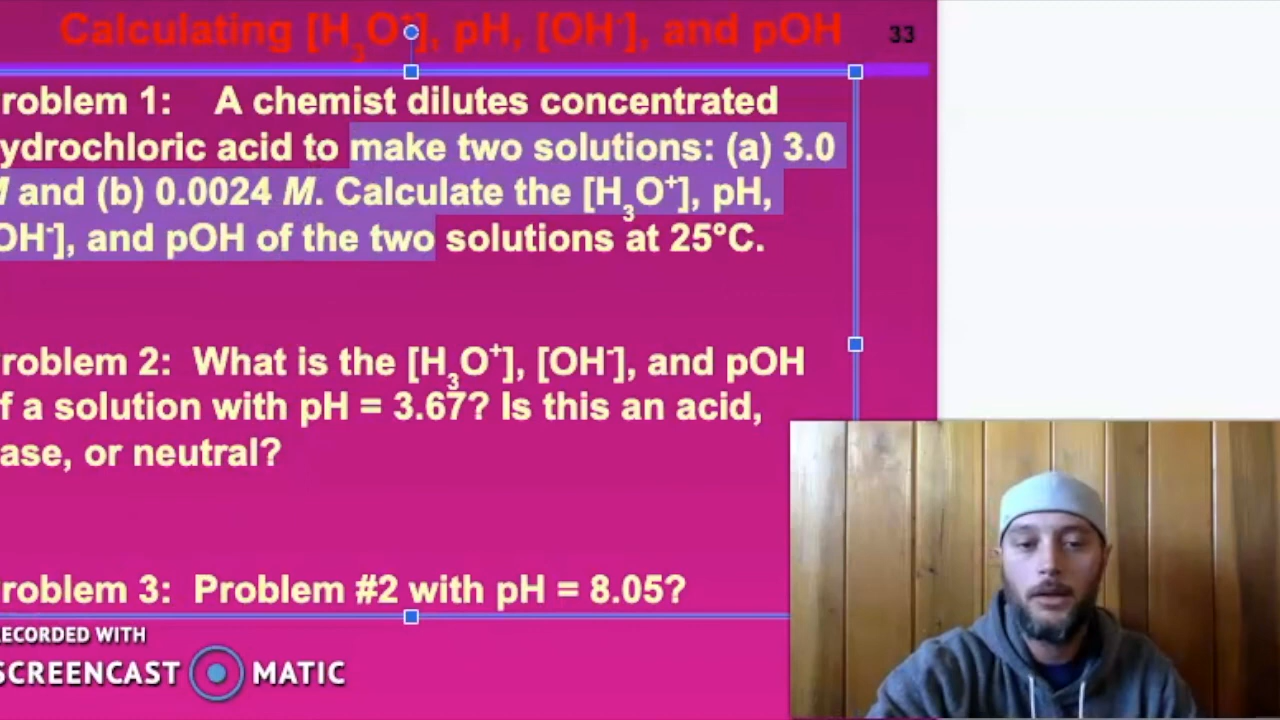 Calculating [H₃O⁺], pH, [OH⁻], and pOH
33
roblem 1: A chemist dilutes concentrated
ydrochloric acid to make two solutions: (a) 3.0
M and (b) 0.0024 M. Calculate the [H₃O⁺], pH,
OH⁻], and pOH of the two solutions at 25°C.
roblem 2: What is the [H₃O⁺], [OH⁻], and pOH
f a solution with pH = 3.67? Is this an acid,
ase, or neutral?
roblem 3: Problem #2 with pH = 8.05?
ECORDED WITH
SCREENCAST MATIC